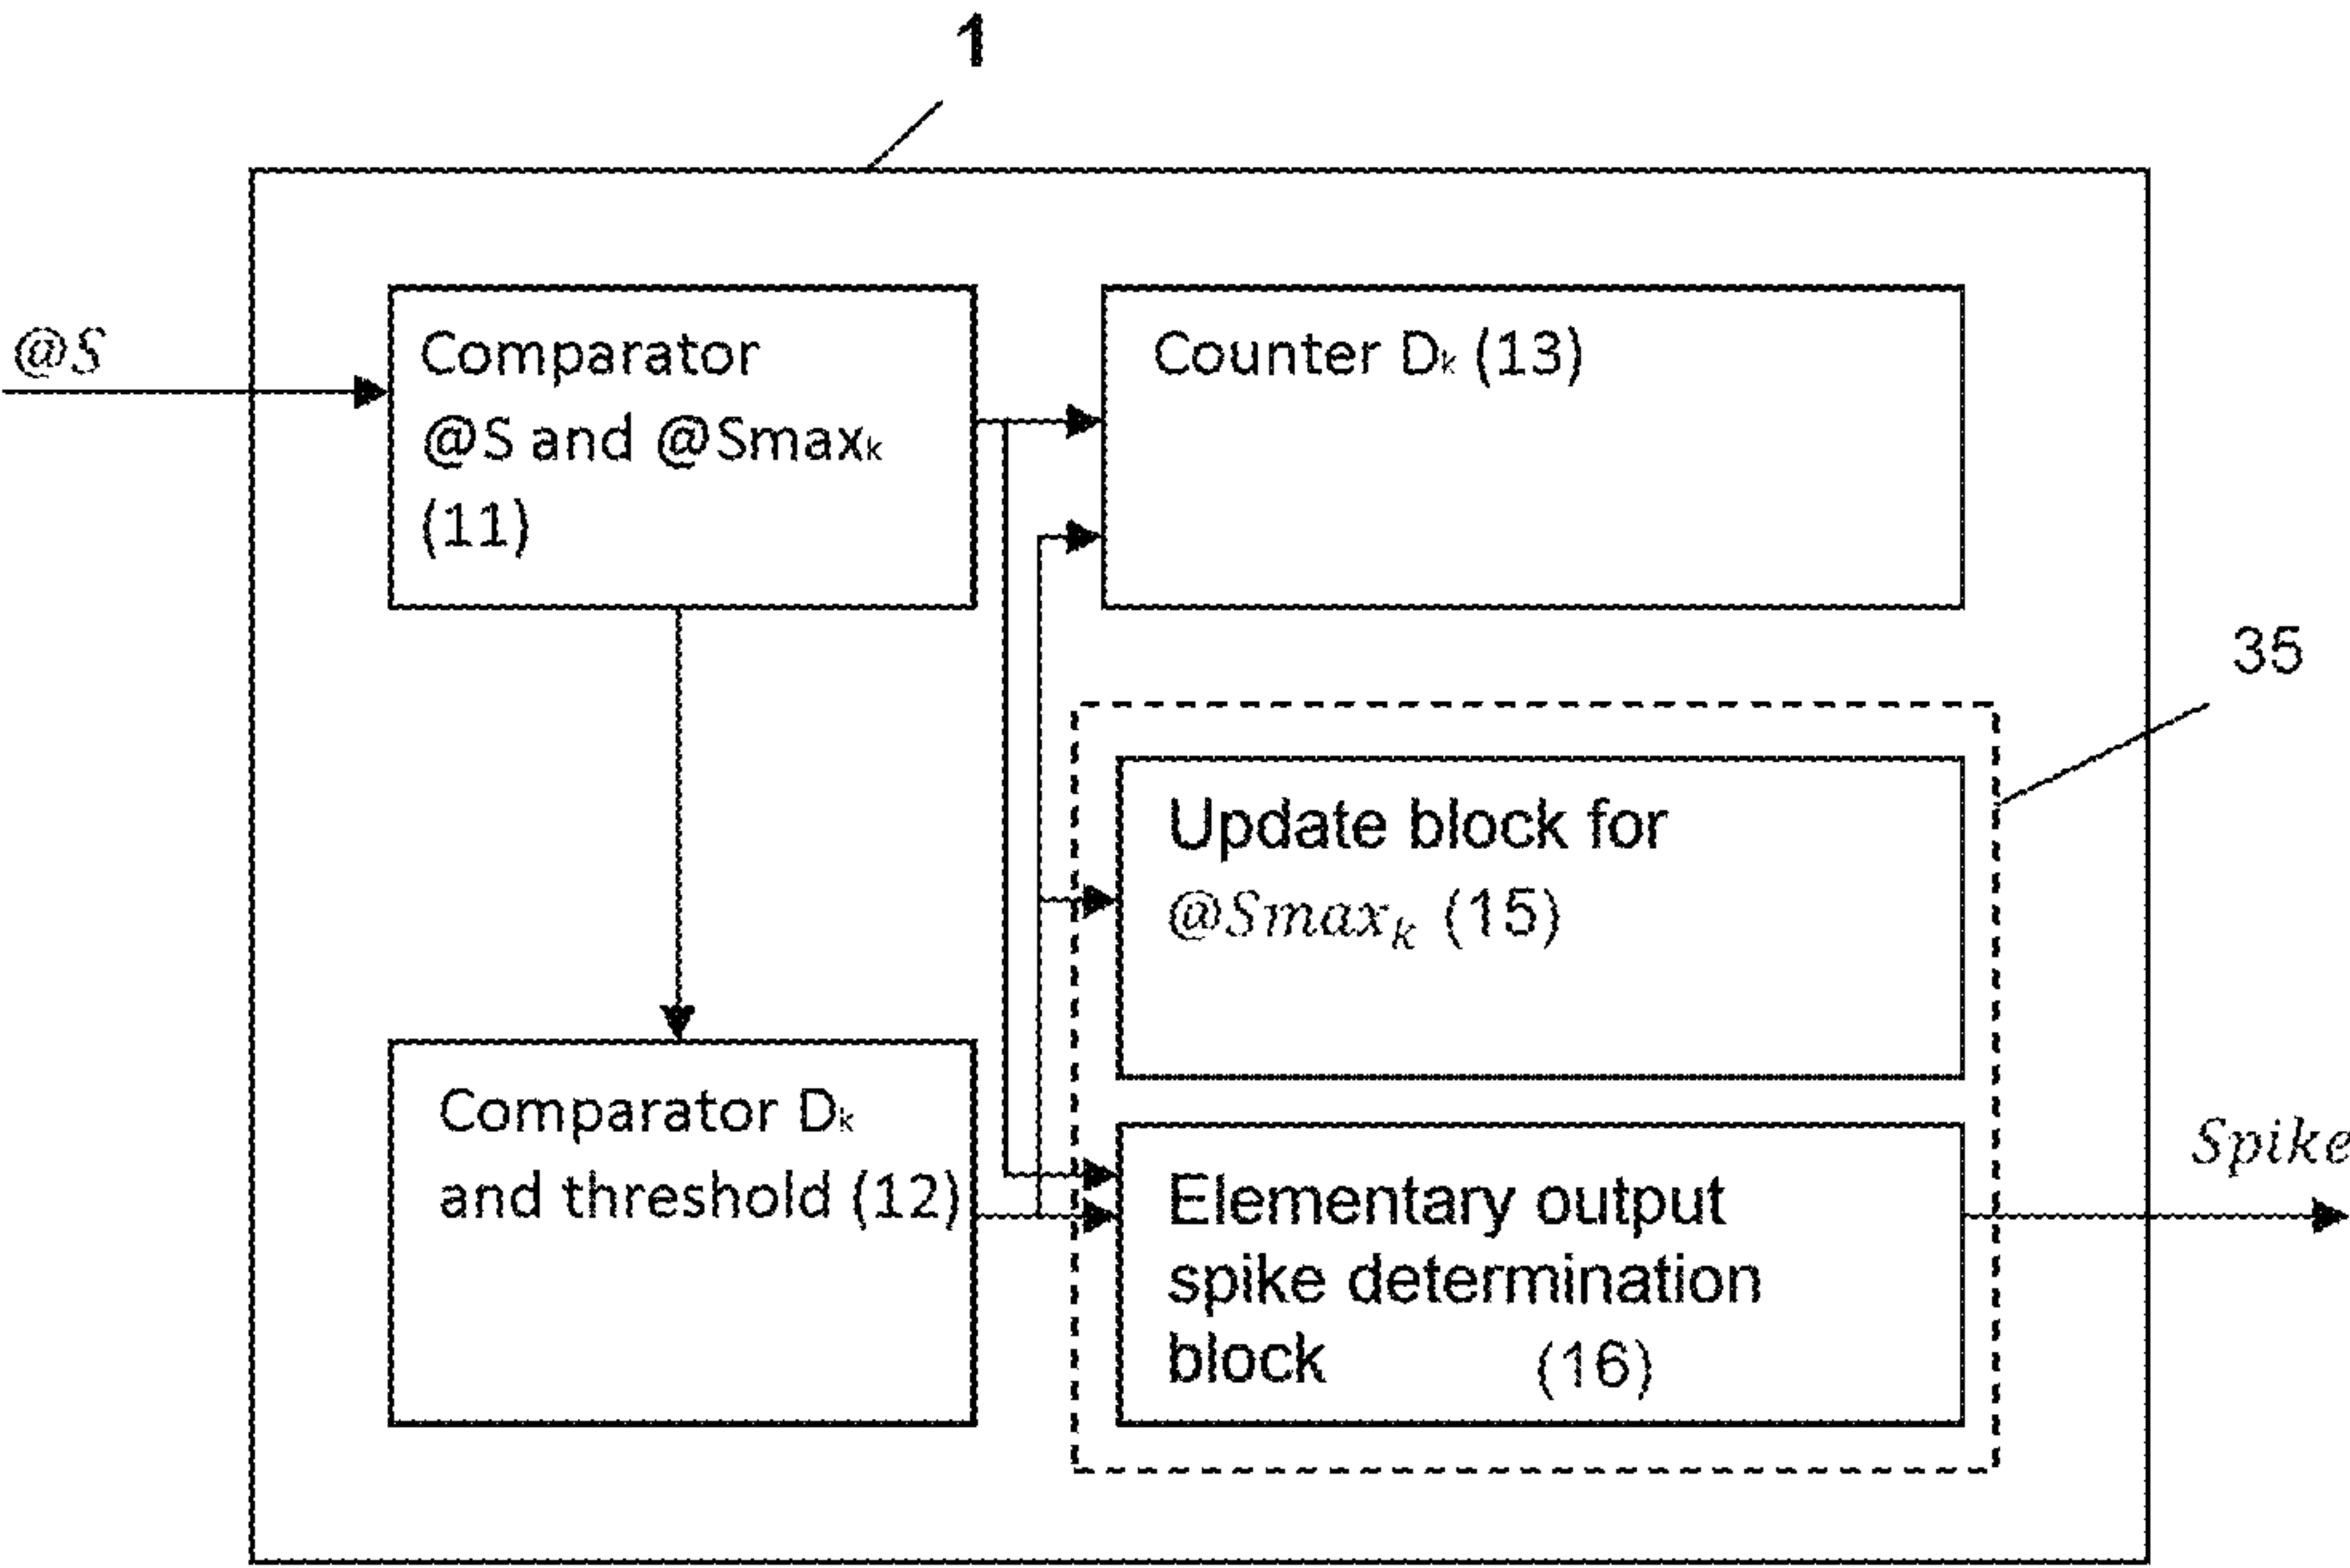 1
@S
Comparator
@S and @Smaxₖ
(11)
Counter Dₖ (13)
35
Update block for
@Smaxₖ (15)
Comparator Dₖ
and threshold (12)
Elementary output
spike determination
block (16)
Spike